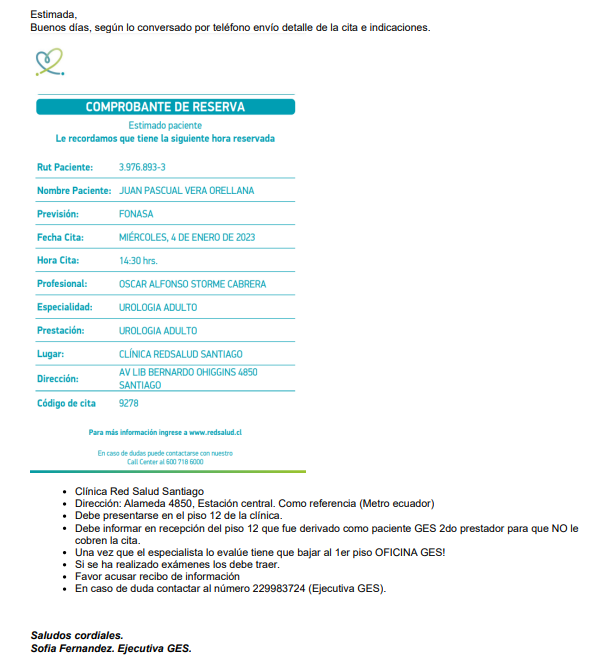 Estimada,
Buenos días, según lo conversado por teléfono envío detalle de la cita e indicaciones.
COMPROBANTE DE RESERVA
Estimado paciente
Le recordamos que tiene la siguiente hora reservada
Rut Paciente: 3.976.893-3
Nombre Paciente: JUAN PASCUAL VERA ORELLANA
Previsión: FONASA
Fecha Cita: MIÉRCOLES, 4 DE ENERO DE 2023
Hora Cita: 14:30 hrs.
Profesional: OSCAR ALFONSO STORME CABRERA
Especialidad: UROLOGIA ADULTO
Prestación: UROLOGIA ADULTO
Lugar: CLÍNICA REDSALUD SANTIAGO
Dirección: AV LIB BERNARDO OHIGGINS 4850
SANTIAGO
Código de cita 9278
Para más información ingrese a www.redsalud.cl
En caso de dudas puede contactarse con nuestro
Call Center al 600 718 6000
• Clínica Red Salud Santiago
• Dirección: Alameda 4850, Estación central. Como referencia (Metro ecuador)
• Debe presentarse en el piso 12 de la clínica.
• Debe informar en recepción del piso 12 que fue derivado como paciente GES 2do prestador para que NO le
cobren la cita.
• Una vez que el especialista lo evalúe tiene que bajar al 1er piso OFICINA GES!
• Si se ha realizado exámenes los debe traer.
• Favor acusar recibo de información
• En caso de duda contactar al número 229983724 (Ejecutiva GES).
Saludos cordiales.
Sofia Fernandez. Ejecutiva GES.